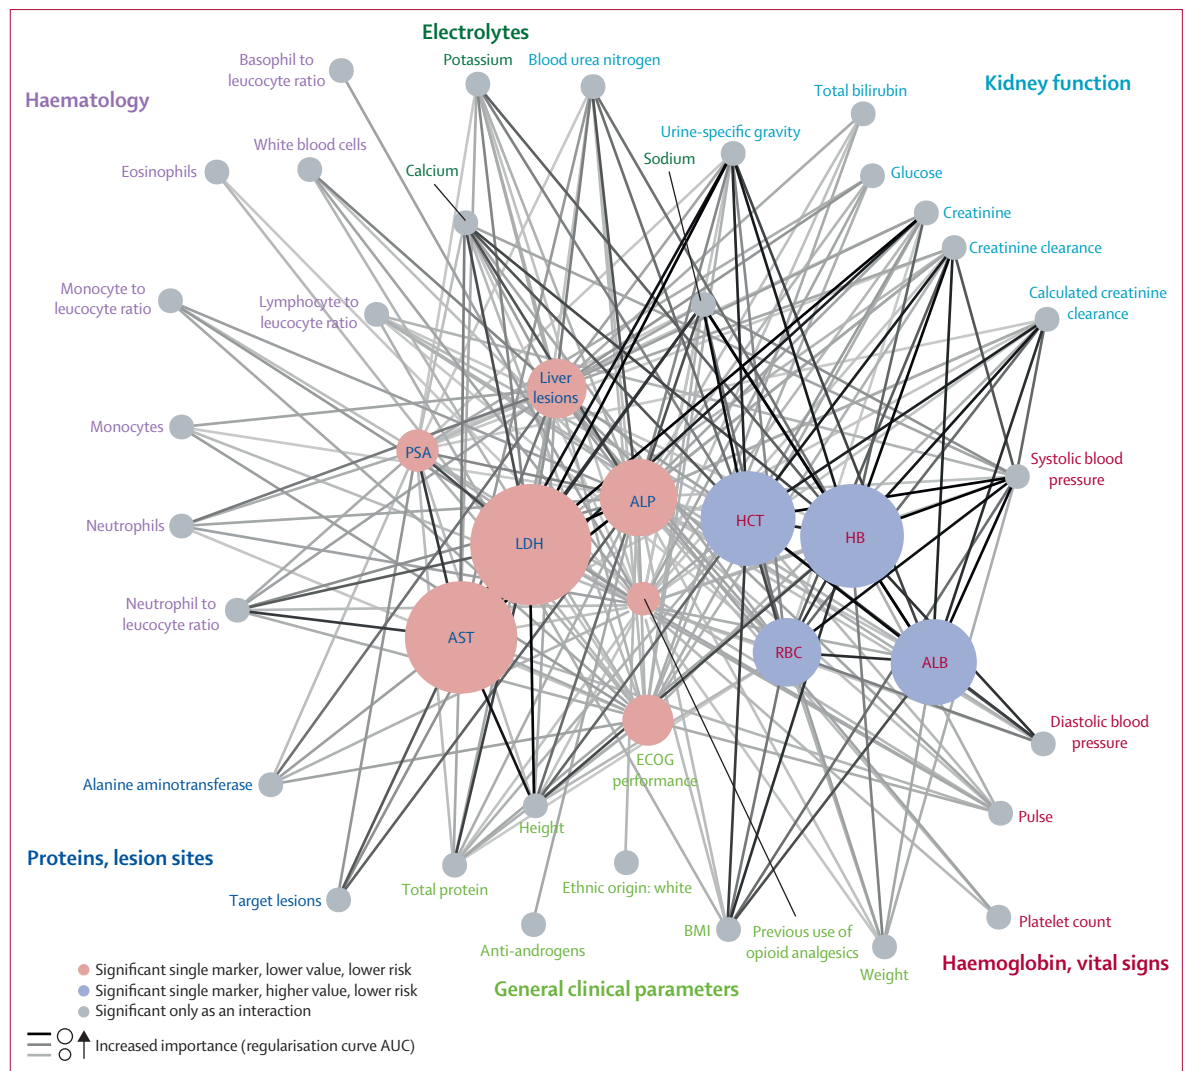 Electrolytes
Basophil to
leucocyte ratio
Potassium
Blood urea nitrogen
Kidney function
Haematology
Total bilirubin
White blood cells
Urine-specific gravity
Sodium
Eosinophils
Calcium
Glucose
Creatinine
Creatinine clearance
Monocyte to
leucocyte ratio
Lymphocyte to
leucocyte ratio
Calculated creatinine
clearance
Liver
lesions
Monocytes
PSA
Systolic blood
pressure
ALP
Neutrophils
LDH
HCT
HB
Neutrophil to
leucocyte ratio
AST
RBC
ALB
Diastolic blood
pressure
ECOG
performance
Alanine aminotransferase
Height
Pulse
Proteins, lesion sites
Total protein
Ethnic origin: white
Target lesions
Anti-androgens
BMI
Previous use of
opioid analgesics
Platelet count
Weight
Haemoglobin, vital signs
General clinical parameters
Significant single marker, lower value, lower risk
Significant single marker, higher value, lower risk
Significant only as an interaction
Increased importance (regularisation curve AUC)